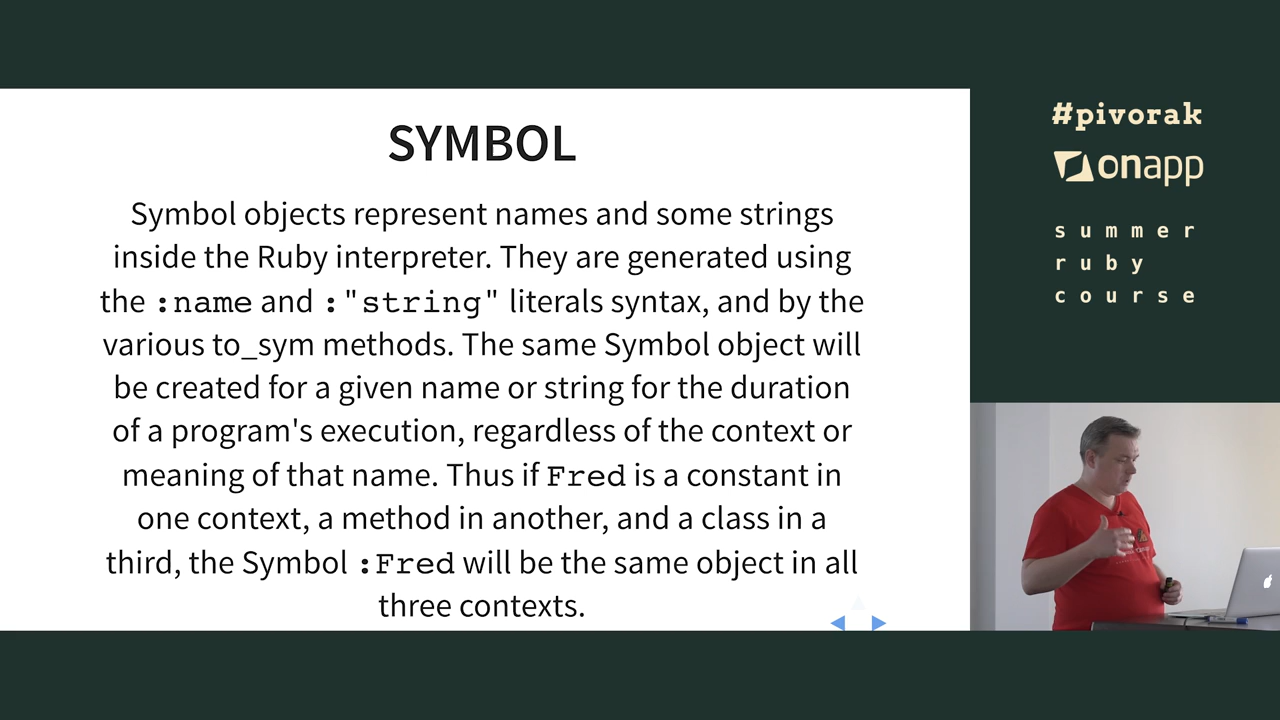 SYMBOL
Symbol objects represent names and some strings
inside the Ruby interpreter. They are generated using
the :name and :"string" literals syntax, and by the
various to_sym methods. The same Symbol object will
be created for a given name or string for the duration
of a program's execution, regardless of the context or
meaning of that name. Thus if Fred is a constant in
one context, a method in another, and a class in a
third, the Symbol :Fred will be the same object in all
three contexts.
#pivorak
onapp
summer
ruby
course